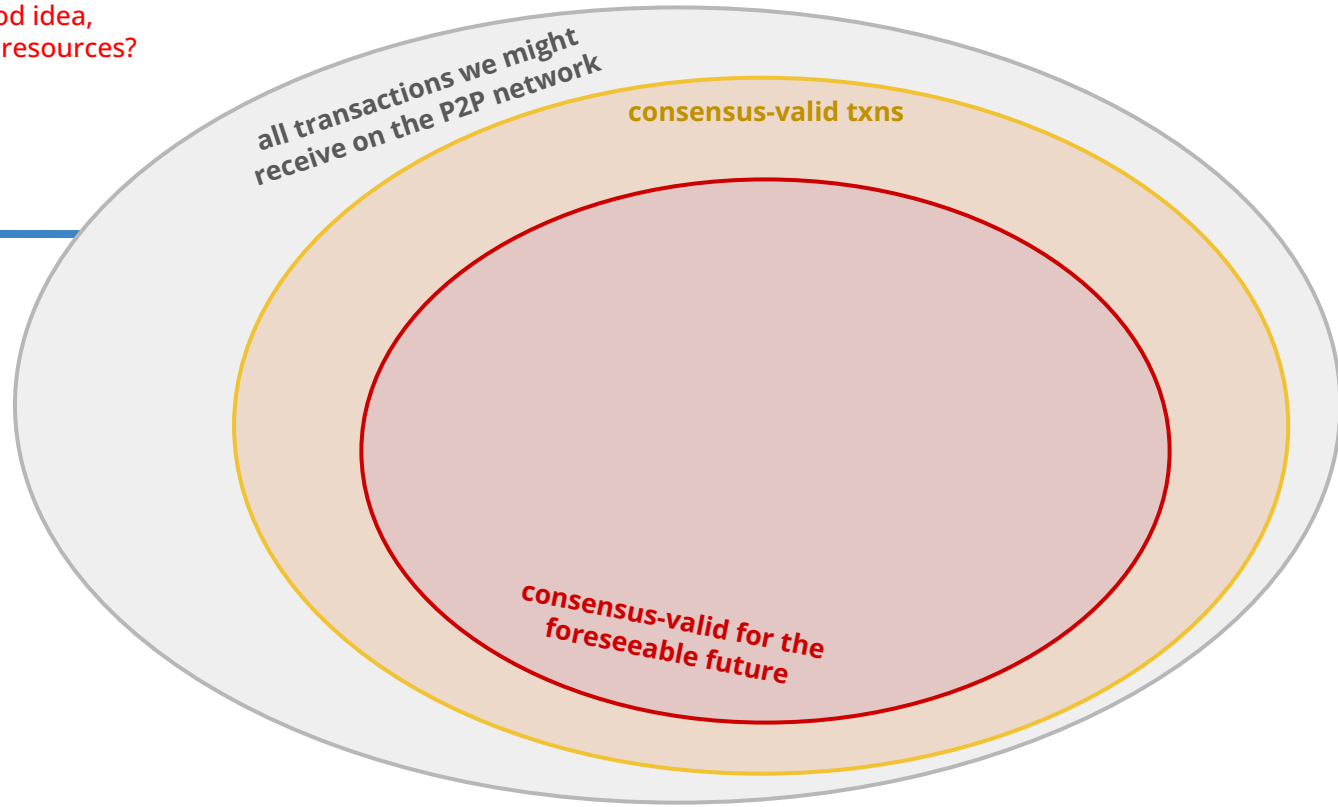 od idea,
resources?
all transactions we might
receive on the P2P network
consensus-valid txns
consensus-valid for the
foreseeable future